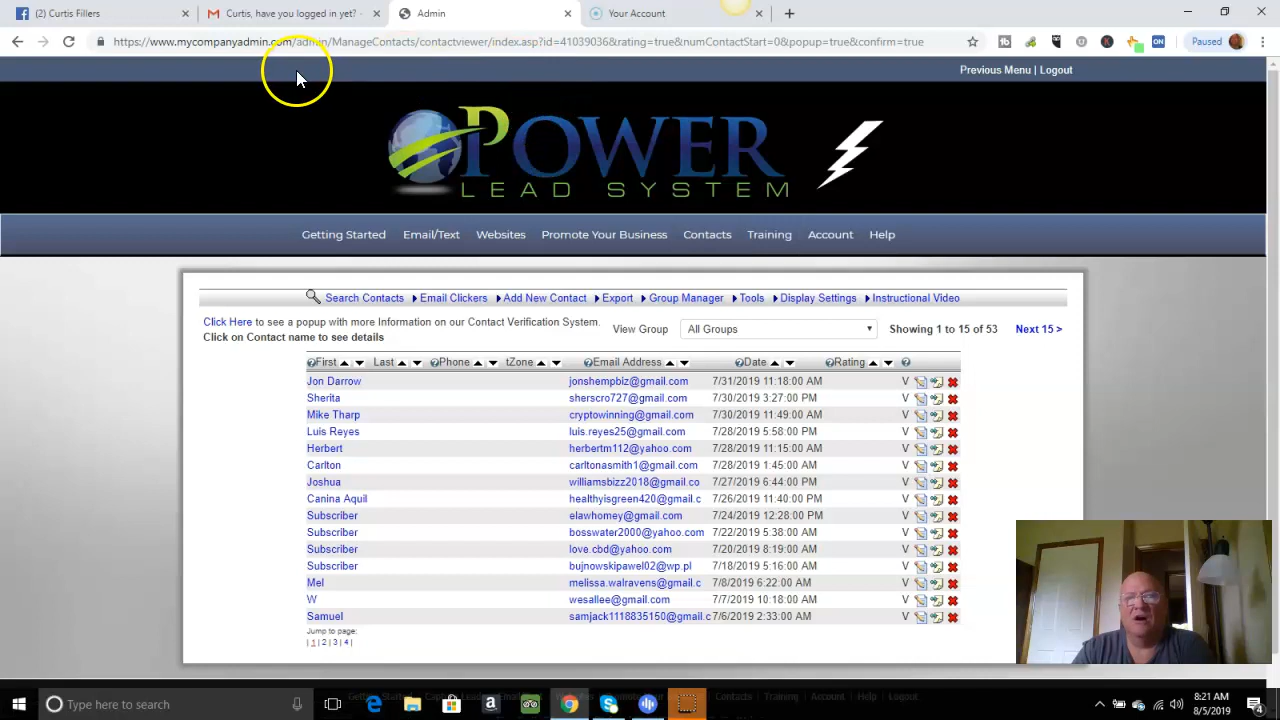 (2) Curtis Fillers
Curtis, have you logged in yet? -
Admin
Your Account
https://www.mycompanyadmin.com/admin/ManageContacts/contactviewer/index.asp?id=41039036&rating=true&numContactStart=0&popup=true&confirm=true
Paused
Previous Menu | Logout
POWER
LEAD SYSTEM
Getting Started Email/Text Websites Promote Your Business Contacts Training Account Help
Search Contacts Email Clickers Add New Contact Export Group Manager Tools Display Settings Instructional Video
Click Here to see a popup with more Information on our Contact Verification System.
Click on Contact name to see details
View Group All Groups Showing 1 to 15 of 53 Next 15 >
First Last Phone tZone Email Address Date Rating
Jon Darrow jonshempbiz@gmail.com 7/31/2019 11:18:00 AM V
Sherita sherscro727@gmail.com 7/30/2019 3:27:00 PM V
Mike Tharp cryptowinning@gmail.com 7/30/2019 11:49:00 AM V
Luis Reyes luis.reyes25@gmail.com 7/28/2019 5:58:00 PM V
Herbert herbertm112@yahoo.com 7/28/2019 11:15:00 AM V
Carlton carltonasmith1@gmail.com 7/28/2019 1:45:00 AM V
Joshua williamsbizz2018@gmail.co 7/27/2019 6:44:00 PM V
Canina Aquil healthyisgreen420@gmail.c 7/26/2019 11:40:00 PM V
Subscriber elawhomey@gmail.com 7/24/2019 12:28:00 PM V
Subscriber bosswater2000@yahoo.com 7/22/2019 5:38:00 AM V
Subscriber love.cbd@yahoo.com 7/20/2019 8:19:00 AM V
Subscriber bujnowskipawel02@wp.pl 7/18/2019 5:16:00 AM V
Mel melissa.walravens@gmail.c 7/8/2019 6:22:00 AM V
W wesallee@gmail.com 7/7/2019 10:18:00 AM V
Samuel samjack1118835150@gmail.c 7/6/2019 2:33:00 AM V
Jump to page:
| 1 | 2 | 3 | 4 |
Type here to search
8:21 AM
8/5/2019